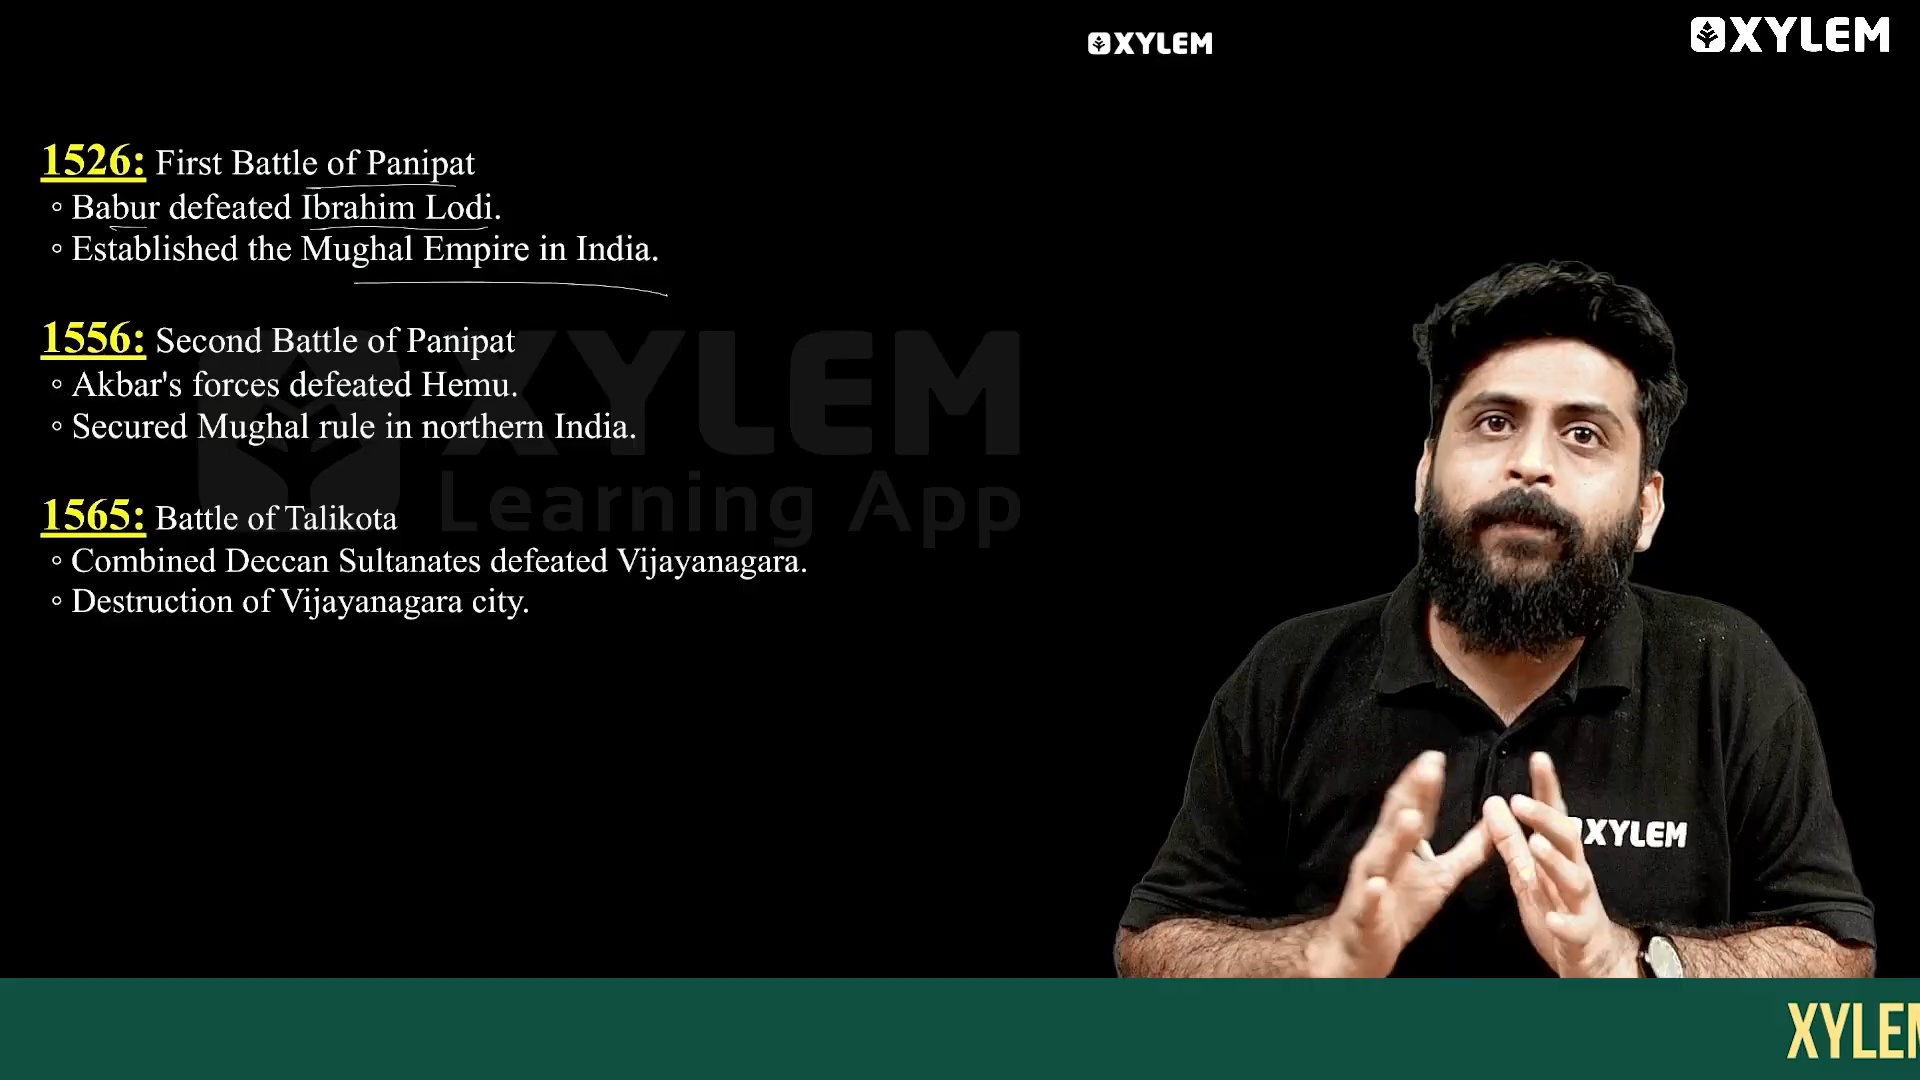 XYLEM
XYLEM
1526: First Battle of Panipat
◦ Babur defeated Ibrahim Lodi.
◦ Established the Mughal Empire in India.
1556: Second Battle of Panipat
◦ Akbar's forces defeated Hemu.
◦ Secured Mughal rule in northern India.
1565: Battle of Talikota
◦ Combined Deccan Sultanates defeated Vijayanagara.
◦ Destruction of Vijayanagara city.
XYLEM
Learning App
XYLEM
XYLEM